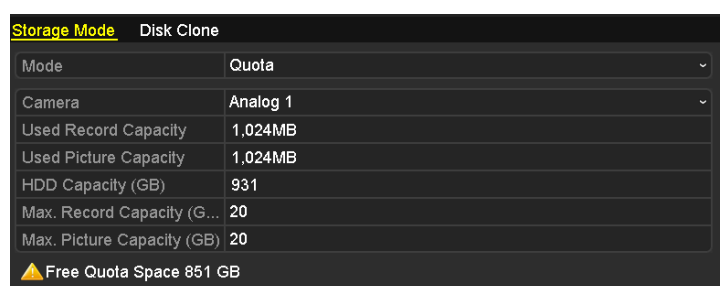 Storage Mode Disk Clone
Mode Quota
Camera Analog 1
Used Record Capacity 1,024MB
Used Picture Capacity 1,024MB
HDD Capacity (GB) 931
Max. Record Capacity (G... 20
Max. Picture Capacity (GB) 20
Free Quota Space 851 GB